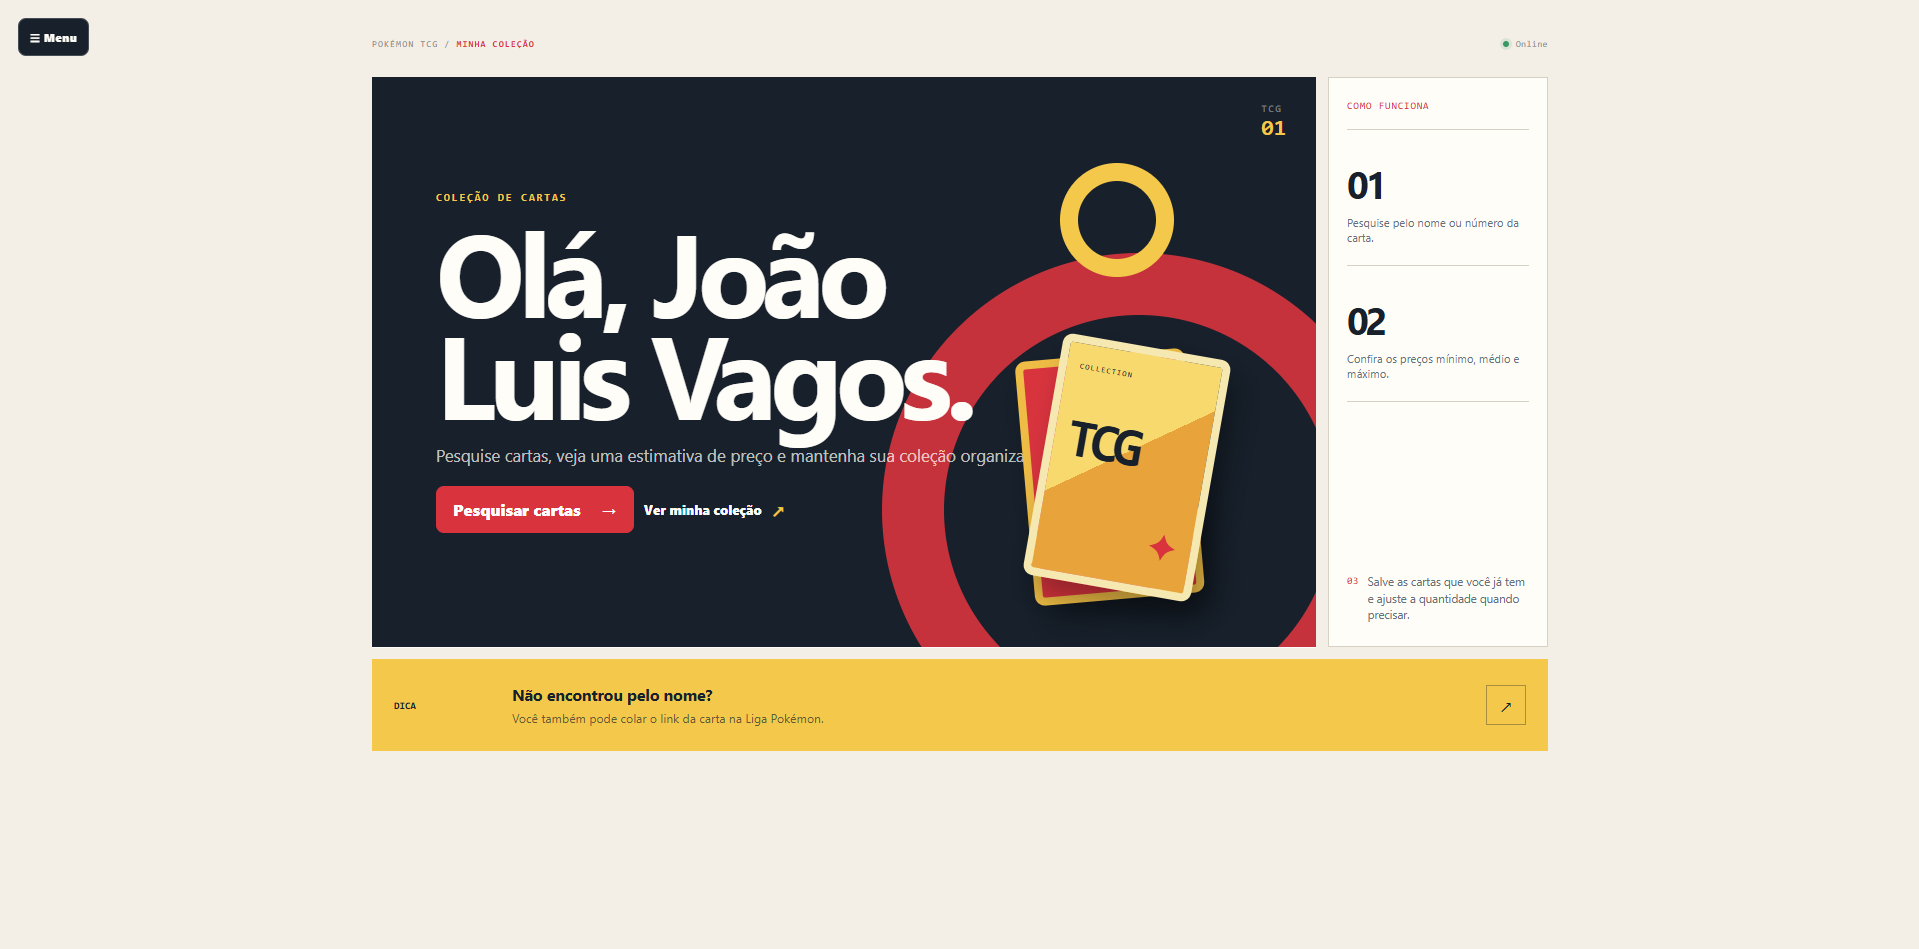 ☰ Menu
POKÉMON TCG / MINHA COLEÇÃO
Online
TCG
01
COLEÇÃO DE CARTAS
Olá, João
Luis Vagos.
Pesquise cartas, veja uma estimativa de preço e mantenha sua coleção organiza
Pesquisar cartas →
Ver minha coleção ↗
COLLECTION
TCG
COMO FUNCIONA
01
Pesquise pelo nome ou número da
carta.
02
Confira os preços mínimo, médio e
máximo.
03 Salve as cartas que você já tem
e ajuste a quantidade quando
precisar.
DICA
Não encontrou pelo nome?
Você também pode colar o link da carta na Liga Pokémon.
↗